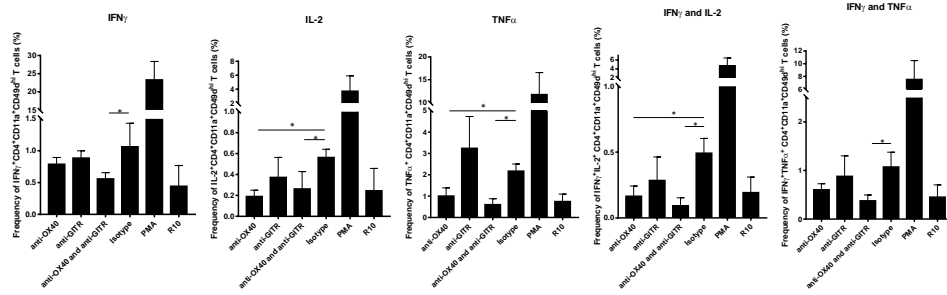 IFNγ
Frequency of IFNγ⁺CD4⁺CD11a⁺CD49dʰⁱ T cells (%)
30
25
20
15
1.5
1.0
0.5
0.0
*
anti-OX40
anti-GITR
anti-OX40 and anti-GITR
Isotype
PMA
R10
IL-2
Frequency of IL-2⁺CD4⁺CD11a⁺CD49dʰⁱ T cells (%)
8
6
4
2
1.0
0.8
0.6
0.4
0.2
0.0
*
*
anti-OX40
anti-GITR
anti-OX40 and anti-GITR
Isotype
PMA
R10
TNFα
Frequency of TNFα⁺ CD4⁺CD11a⁺CD49dʰⁱ T cells (%)
20
15
10
5
4
3
2
1
0
*
*
anti-OX40
anti-GITR
anti-OX40 and anti-GITR
Isotype
PMA
R10
IFNγ and IL-2
Frequency of IFNγ⁺IL-2⁺ CD4⁺CD11a⁺CD49dʰⁱ T cells (%)
6
4
2
1.0
0.5
0.0
*
*
anti-OX40
anti-GITR
anti-OX40 and anti-GITR
Isotype
PMA
R10
IFNγ and TNFα
Frequency of IFNγ⁺TNFα⁺ CD4⁺CD11a⁺CD49dʰⁱ T cells (%)
12
10
8
6
4
2
1
0
*
anti-OX40
anti-GITR
anti-OX40 and anti-GITR
Isotype
PMA
R10